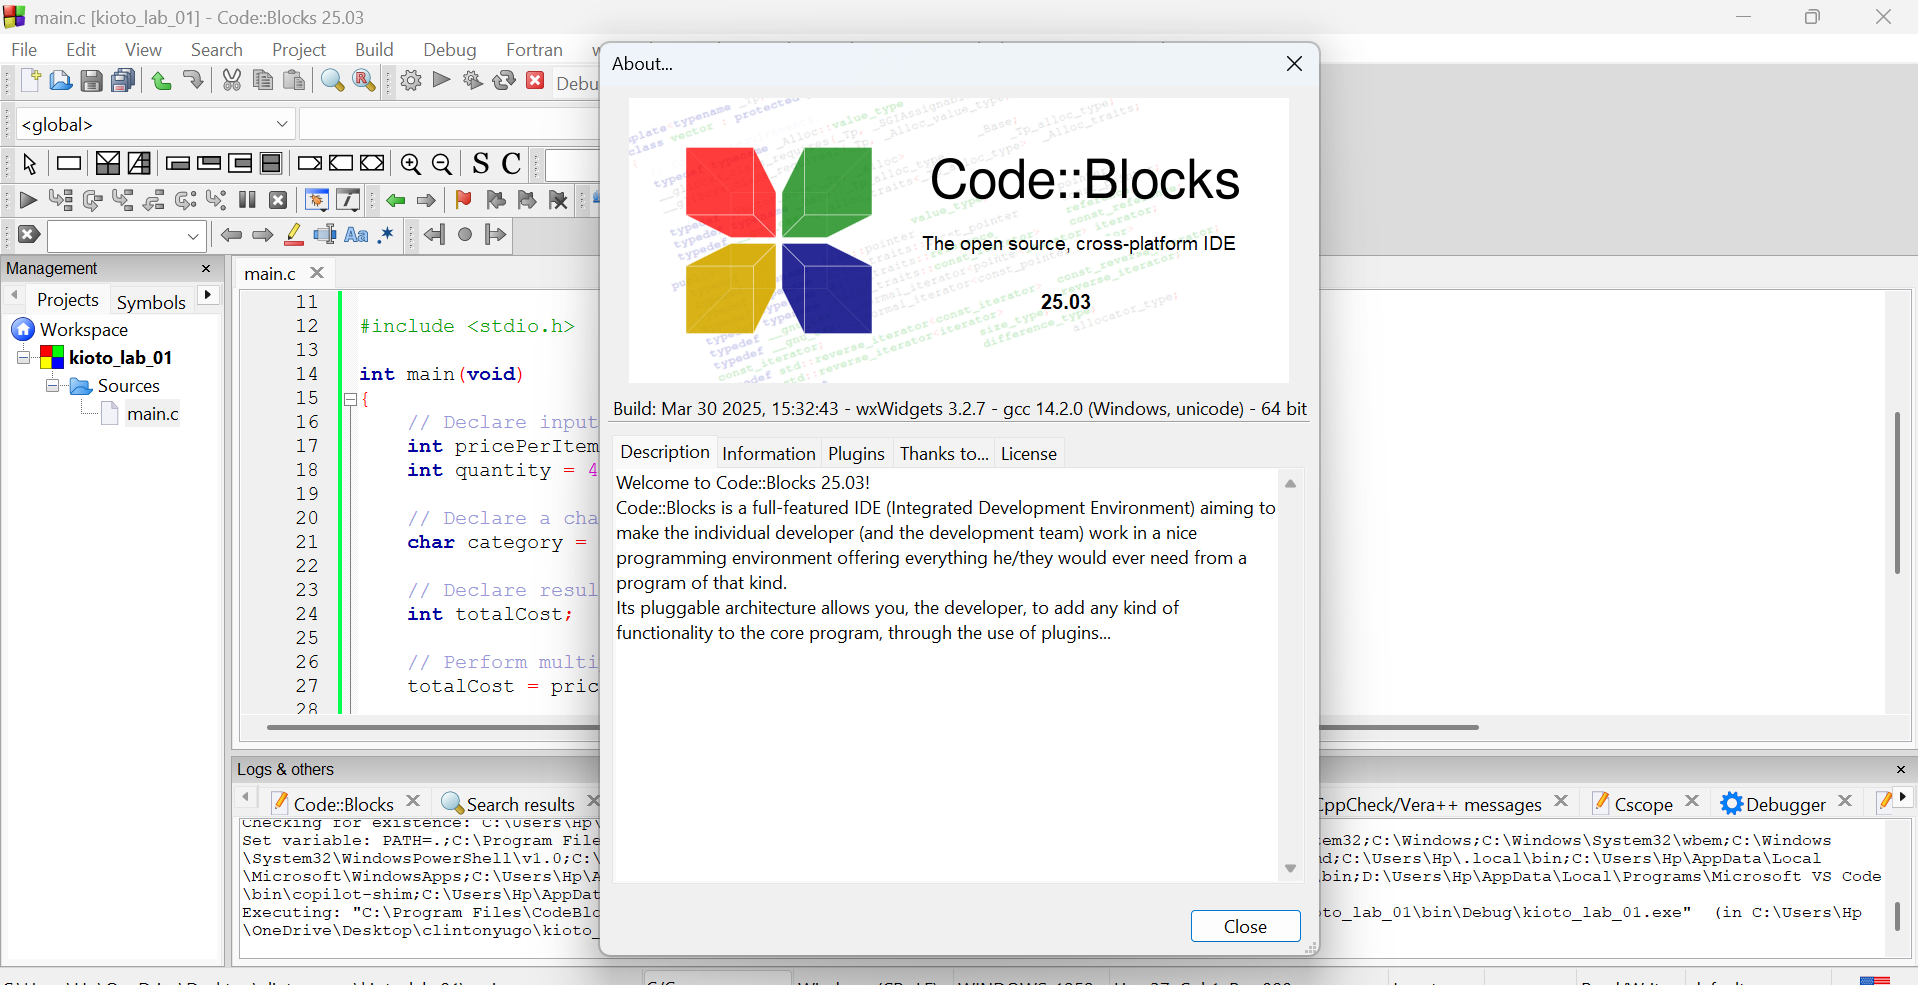 main.c [kioto_lab_01] - Code::Blocks 25.03
File Edit View Search Project Build Debug Fortran
<global>
S C
Management
Projects Symbols
Workspace
kioto_lab_01
Sources
main.c
main.c
11
12 #include <stdio.h>
13
14 int main(void)
15 {
16 // Declare input
17 int pricePerItem
18 int quantity = 4
19
20 // Declare a cha
21 char category =
22
23 // Declare resul
24 int totalCost;
25
26 // Perform multi
27 totalCost = pric
28
About...
Code::Blocks
The open source, cross-platform IDE
25.03
Build: Mar 30 2025, 15:32:43 - wxWidgets 3.2.7 - gcc 14.2.0 (Windows, unicode) - 64 bit
Description Information Plugins Thanks to... License
Welcome to Code::Blocks 25.03!
Code::Blocks is a full-featured IDE (Integrated Development Environment) aiming to
make the individual developer (and the development team) work in a nice
programming environment offering everything he/they would ever need from a
program of that kind.
Its pluggable architecture allows you, the developer, to add any kind of
functionality to the core program, through the use of plugins...
Close
Logs & others
Code::Blocks Search results CppCheck/Vera++ messages Cscope Debugger
Checking for existence: C:\Users\Hp\
Set variable: PATH=.;C:\Program File em32;C:\Windows;C:\Windows\System32\wbem;C:\Windows
\System32\WindowsPowerShell\v1.0;C:\ d;C:\Users\Hp\.local\bin;C:\Users\Hp\AppData\Local
\Microsoft\WindowsApps;C:\Users\Hp\A bin;D:\Users\Hp\AppData\Local\Programs\Microsoft VS Code
\bin\copilot-shim;C:\Users\Hp\AppDat
Executing: "C:\Program Files\CodeBlo to_lab_01\bin\Debug\kioto_lab_01.exe" (in C:\Users\Hp
\OneDrive\Desktop\clintonyugo\kioto_